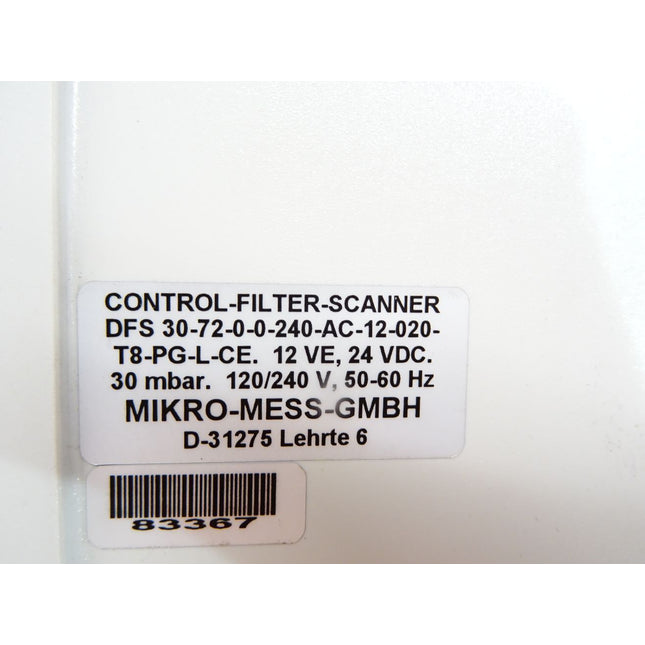 CONTROL-FILTER-SCANNER
DFS 30-72-0-0-240-AC-12-020-
T8-PG-L-CE. 12 VE, 24 VDC.
30 mbar. 120/240 V, 50-60 Hz
MIKRO-MESS-GMBH
D-31275 Lehrte 6
83367